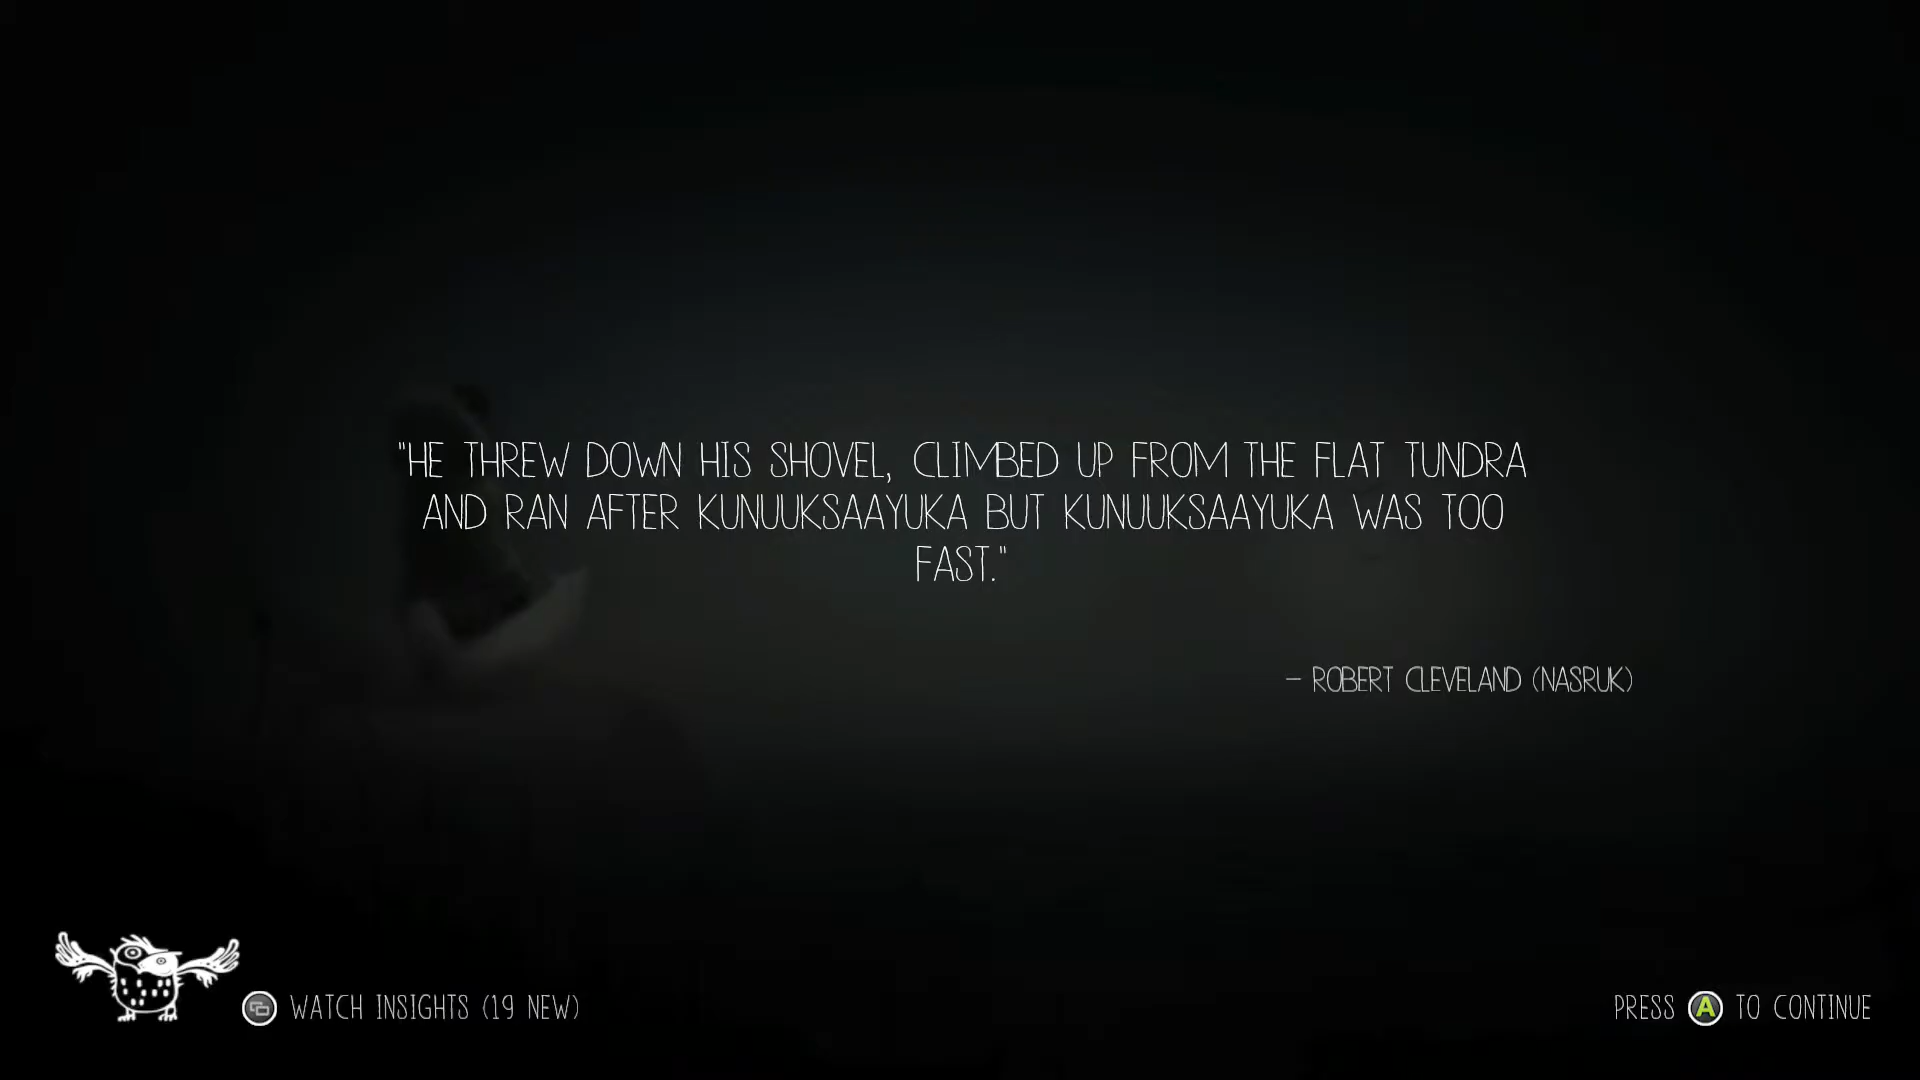 "HE THREW DOWN HIS SHOVEL, CLIMBED UP FROM THE FLAT TUNDRA
AND RAN AFTER KUNUUKSAAYUKA BUT KUNUUKSAAYUKA WAS TOO
FAST."
- ROBERT CLEVELAND (NASRUK)
WATCH INSIGHTS (19 NEW)
PRESS A TO CONTINUE